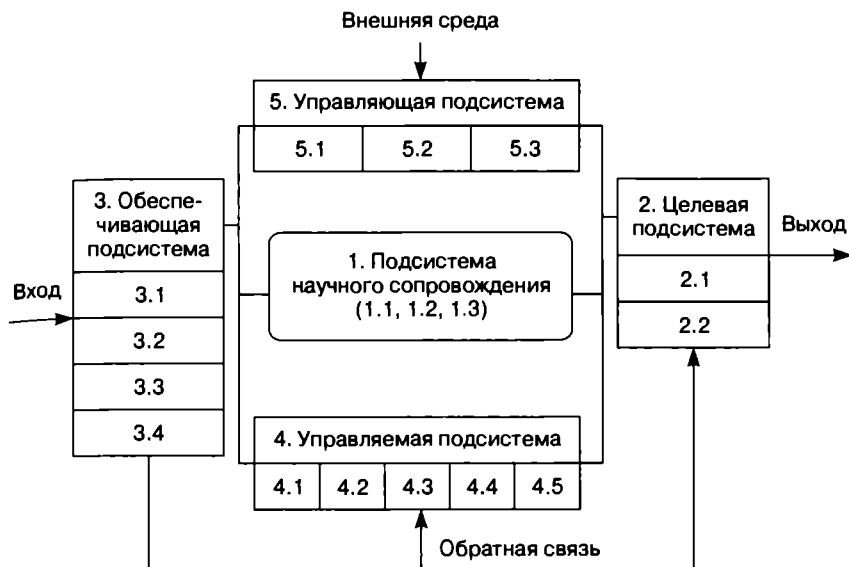 Внешняя среда
5. Управляющая подсистема
5.1 5.2 5.3
3. Обеспе-
чивающая
подсистема
3.1
3.2
3.3
3.4
Вход
1. Подсистема
научного сопровождения
(1.1, 1.2, 1.3)
2. Целевая
подсистема
2.1
2.2
Выход
4. Управляемая подсистема
4.1 4.2 4.3 4.4 4.5
Обратная связь